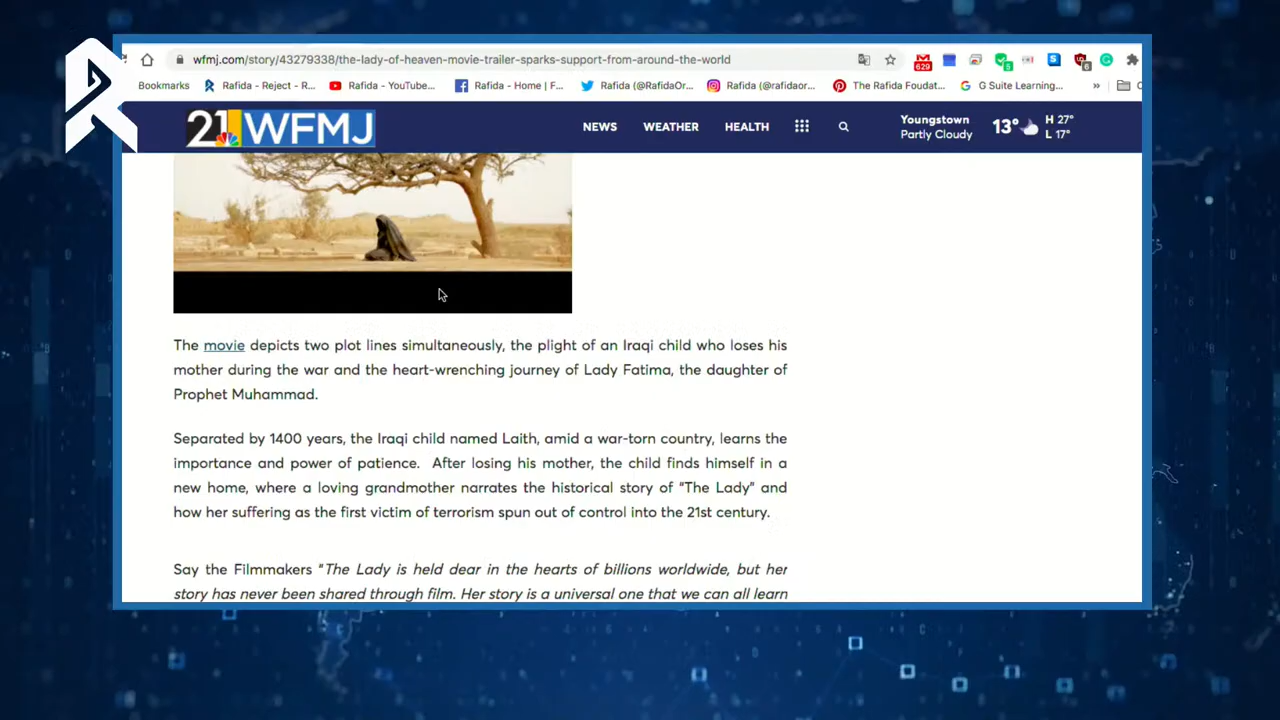 wfmj.com/story/43279338/the-lady-of-heaven-movie-trailer-sparks-support-from-around-the-world
629
5
S
6
G
Bookmarks
Rafida - Reject - R...
Rafida - YouTube...
Rafida - Home | F...
Rafida (@RafidaOr...
Rafida (@rafidaor...
The Rafida Foudat...
G Suite Learning...
»
21 WFMJ
NEWS
WEATHER
HEALTH
Youngstown
Partly Cloudy
13°
H 27°
L 17°
The movie depicts two plot lines simultaneously, the plight of an Iraqi child who loses his
mother during the war and the heart-wrenching journey of Lady Fatima, the daughter of
Prophet Muhammad.
Separated by 1400 years, the Iraqi child named Laith, amid a war-torn country, learns the
importance and power of patience. After losing his mother, the child finds himself in a
new home, where a loving grandmother narrates the historical story of "The Lady" and
how her suffering as the first victim of terrorism spun out of control into the 21st century.
Say the Filmmakers "The Lady is held dear in the hearts of billions worldwide, but her
story has never been shared through film. Her story is a universal one that we can all learn